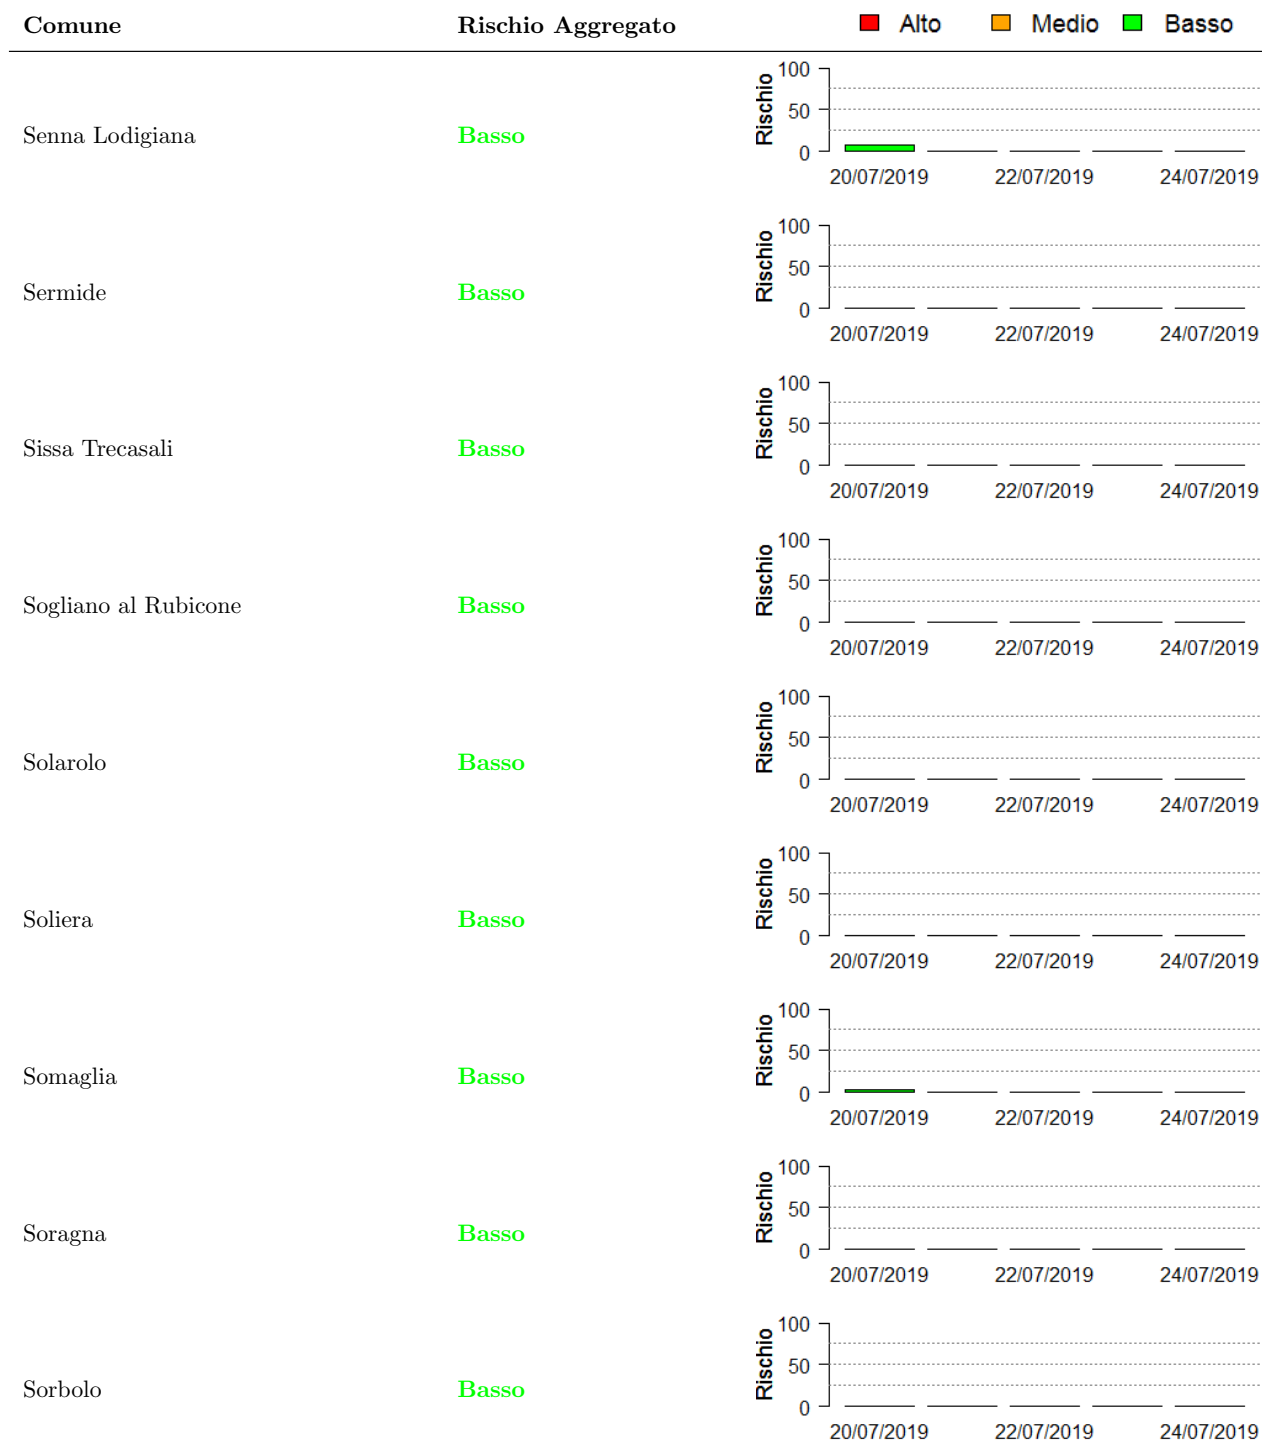 Comune Rischio Aggregato Alto Medio Basso
Senna Lodigiana Basso Rischio 100 50 0
20/07/2019 22/07/2019 24/07/2019
Sermide Basso Rischio 100 50 0
20/07/2019 22/07/2019 24/07/2019
Sissa Trecasali Basso Rischio 100 50 0
20/07/2019 22/07/2019 24/07/2019
Sogliano al Rubicone Basso Rischio 100 50 0
20/07/2019 22/07/2019 24/07/2019
Solarolo Basso Rischio 100 50 0
20/07/2019 22/07/2019 24/07/2019
Soliera Basso Rischio 100 50 0
20/07/2019 22/07/2019 24/07/2019
Somaglia Basso Rischio 100 50 0
20/07/2019 22/07/2019 24/07/2019
Soragna Basso Rischio 100 50 0
20/07/2019 22/07/2019 24/07/2019
Sorbolo Basso Rischio 100 50 0
20/07/2019 22/07/2019 24/07/2019